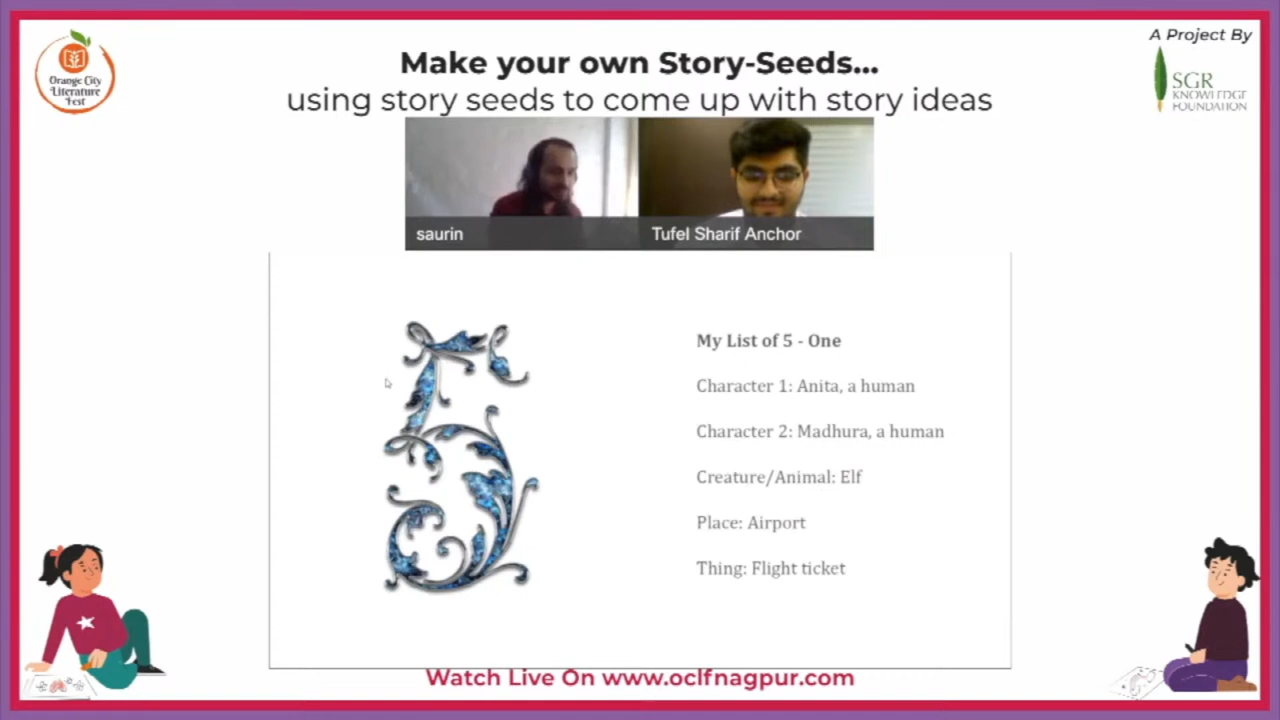 A Project By
Orange City
Literature
Fest
SGR
KNOWLEDGE
FOUNDATION
Make your own Story-Seeds...
using story seeds to come up with story ideas
saurin
Tufel Sharif Anchor
5
My List of 5 - One
Character 1: Anita, a human
Character 2: Madhura, a human
Creature/Animal: Elf
Place: Airport
Thing: Flight ticket
Watch Live On www.oclfnagpur.com